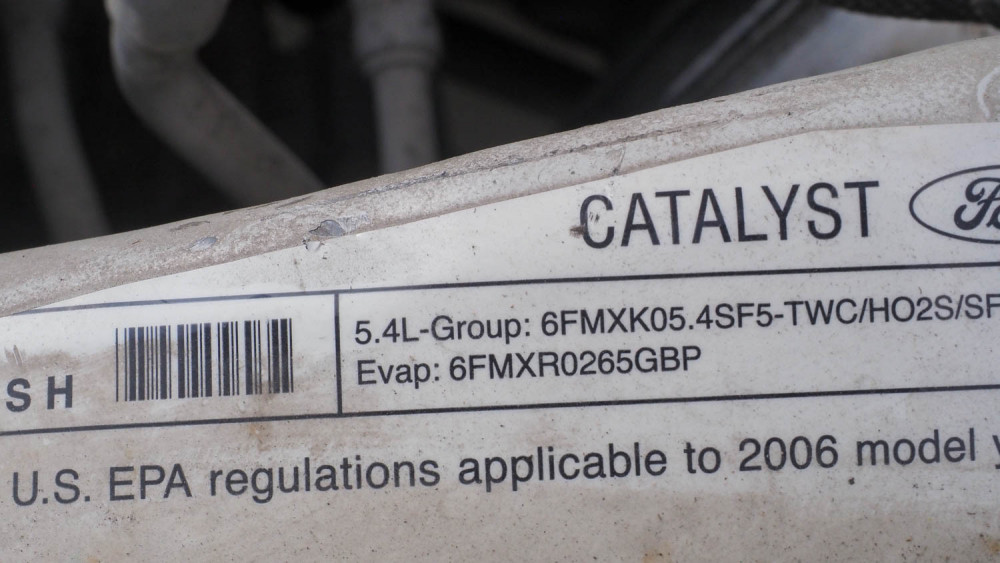 CATALYST
5.4L-Group: 6FMXK05.4SF5-TWC/HO2S/SF
Evap: 6FMXR0265GBP
S H
U.S. EPA regulations applicable to 2006 model